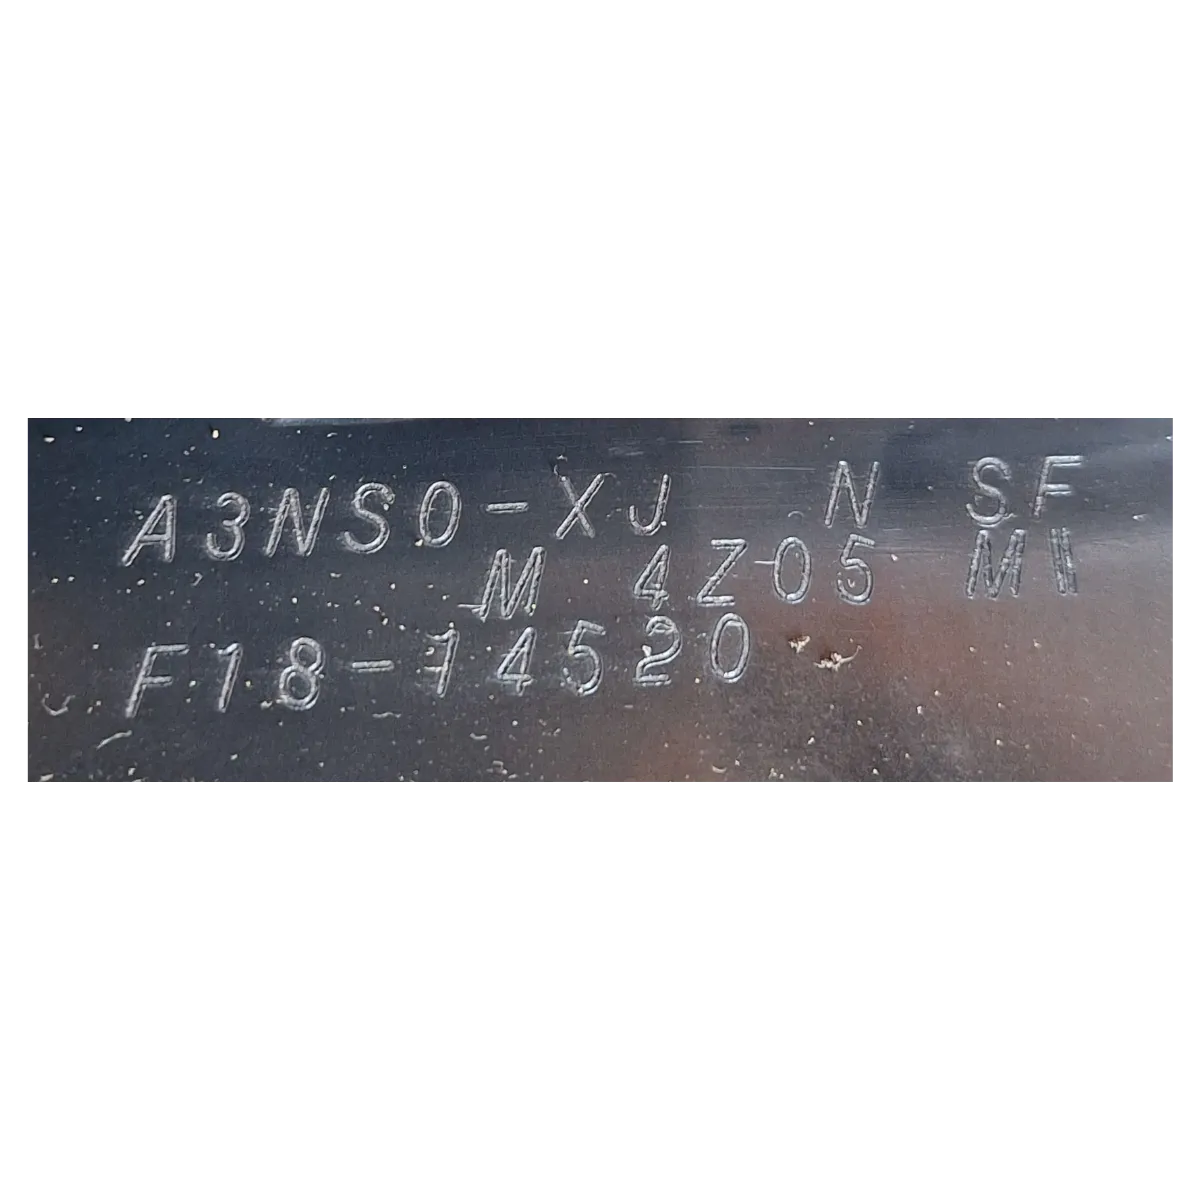 A3NS0-XJ N SF
M 4Z05 MII
F18-14520